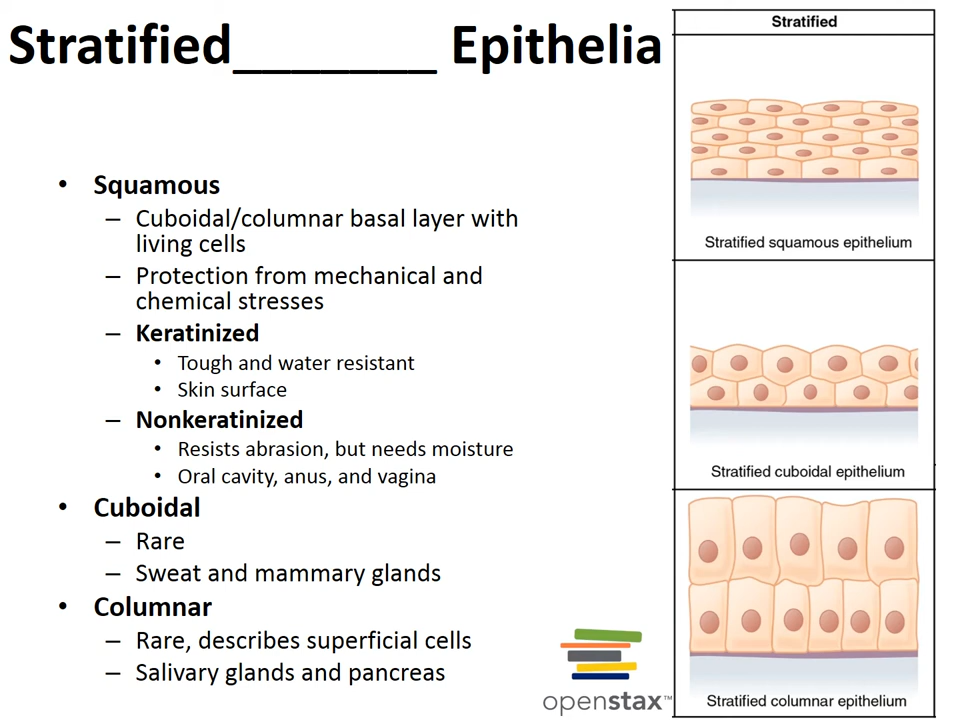 Stratified_______ Epithelia
• Squamous
– Cuboidal/columnar basal layer with
living cells
– Protection from mechanical and
chemical stresses
– Keratinized
• Tough and water resistant
• Skin surface
– Nonkeratinized
• Resists abrasion, but needs moisture
• Oral cavity, anus, and vagina
• Cuboidal
– Rare
– Sweat and mammary glands
• Columnar
– Rare, describes superficial cells
– Salivary glands and pancreas
openstax™
Stratified
Stratified squamous epithelium
Stratified cuboidal epithelium
Stratified columnar epithelium